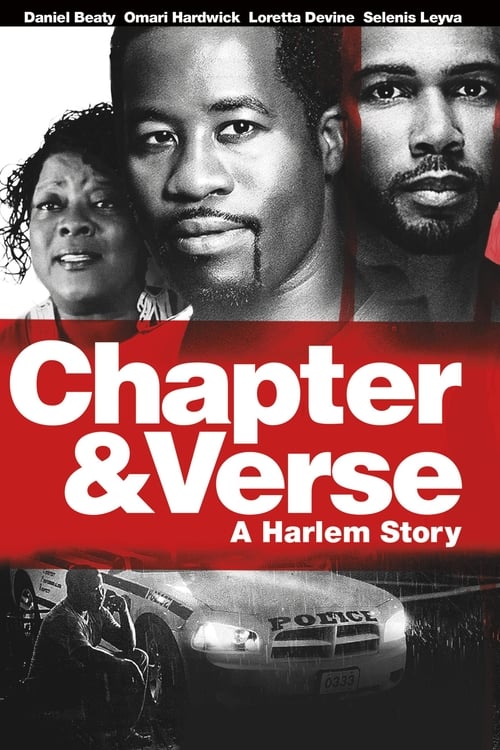 Daniel Beaty Omari Hardwick Loretta Devine Selenis Leyva
Chapter
&Verse
A Harlem Story
POLICE
0333